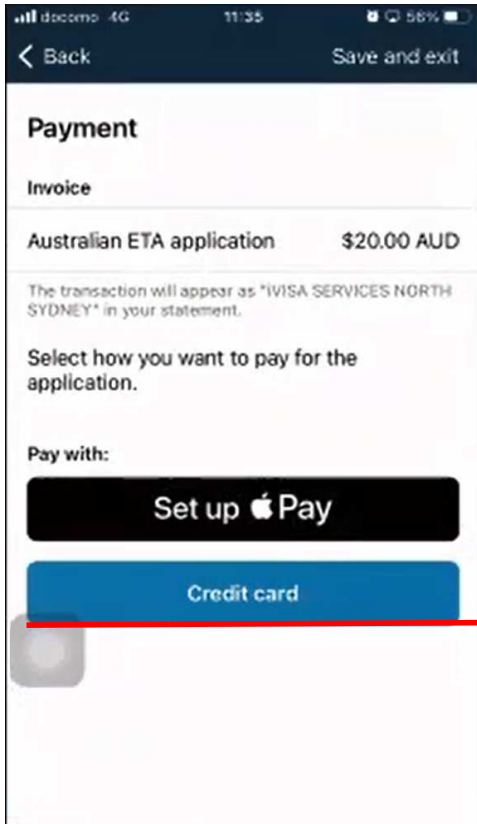 docomo 4G 11:35 56%
Back Save and exit
Payment
Invoice
Australian ETA application $20.00 AUD
The transaction will appear as "iVISA SERVICES NORTH
SYDNEY" in your statement.
Select how you want to pay for the
application.
Pay with:
Set up Pay
Credit card